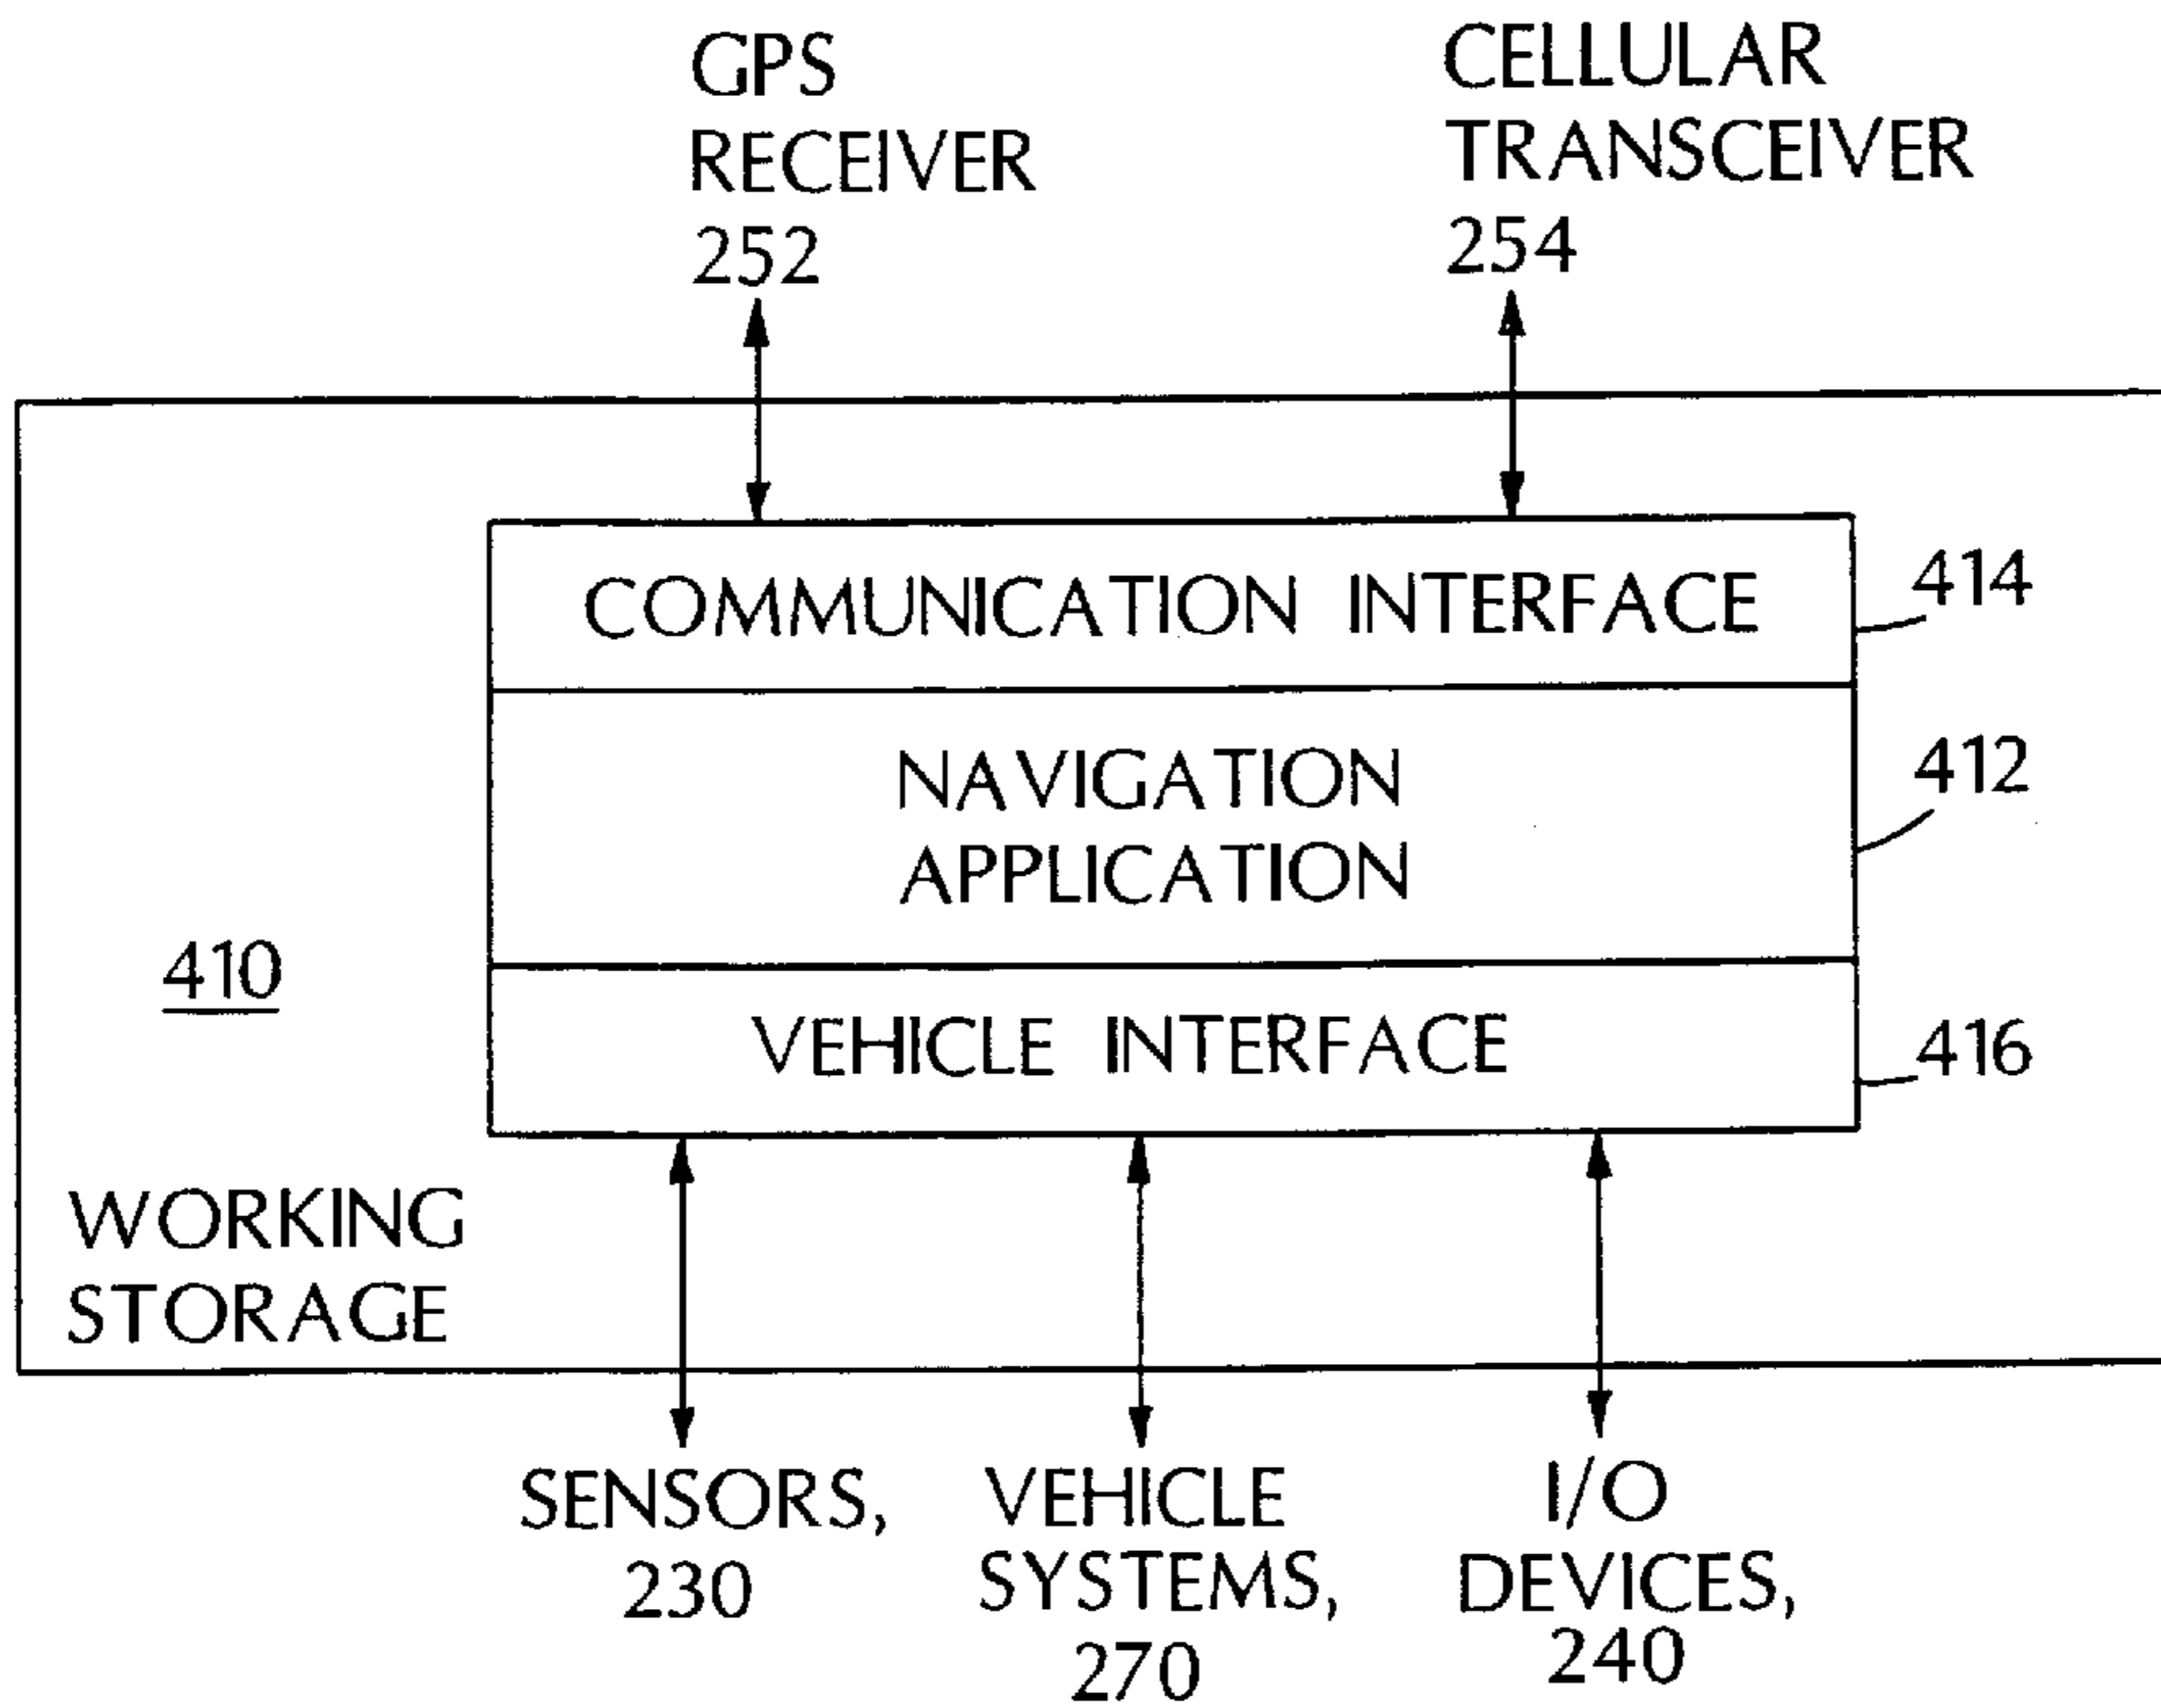 GPS
RECEIVER
252
CELLULAR
TRANSCEIVER
254
COMMUNICATION INTERFACE
414
NAVIGATION
APPLICATION
412
VEHICLE INTERFACE
416
410
WORKING
STORAGE
SENSORS,
230
VEHICLE
SYSTEMS,
270
I/O
DEVICES,
240